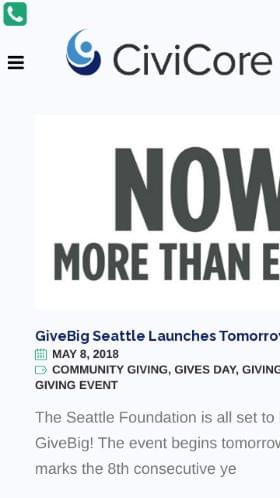 CiviCore
NOW
MORE THAN E
GiveBig Seattle Launches Tomorrow
MAY 8, 2018
COMMUNITY GIVING, GIVES DAY, GIVING
GIVING EVENT
The Seattle Foundation is all set to
GiveBig! The event begins tomorrow
marks the 8th consecutive ye